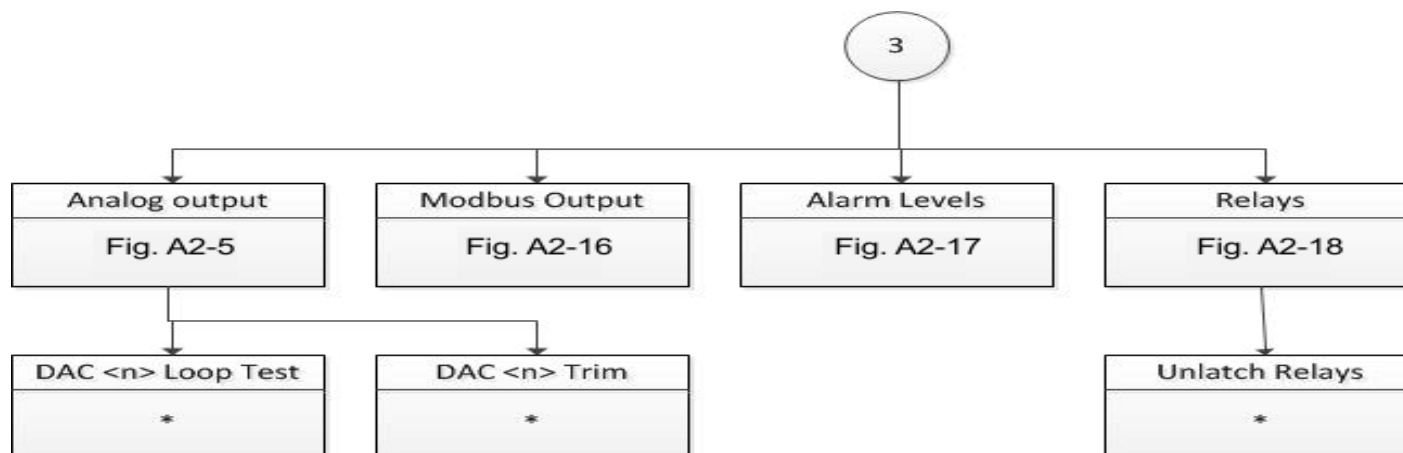 3
Analog output
Fig. A2-5
Modbus Output
Fig. A2-16
Alarm Levels
Fig. A2-17
Relays
Fig. A2-18
DAC <n> Loop Test
*
DAC <n> Trim
*
Unlatch Relays
*